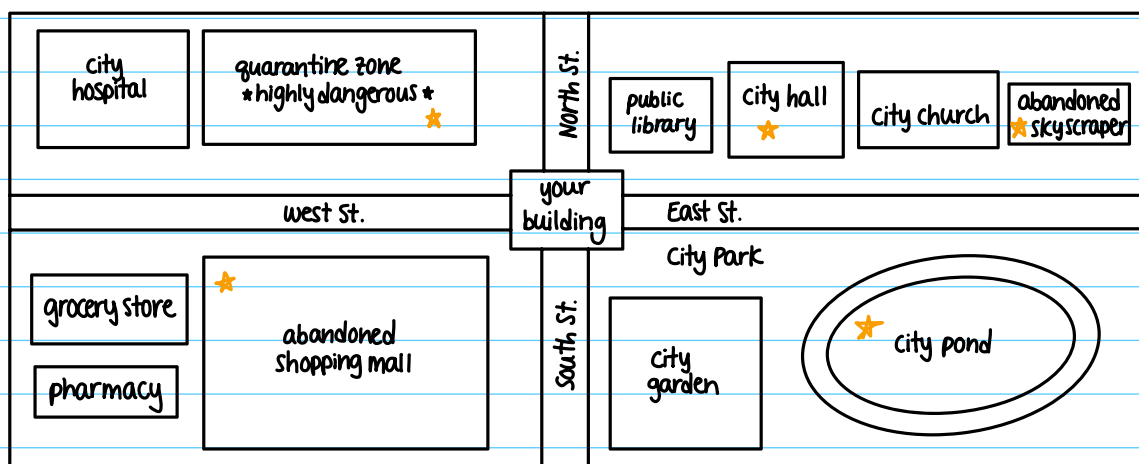 city
hospital
quarantine zone
*highly dangerous*
North St.
public
library
city hall
city church
abandoned
skyscraper
your
building
West St.
East St.
City Park
grocery store
pharmacy
abandoned
shopping mall
South St.
city
garden
city pond